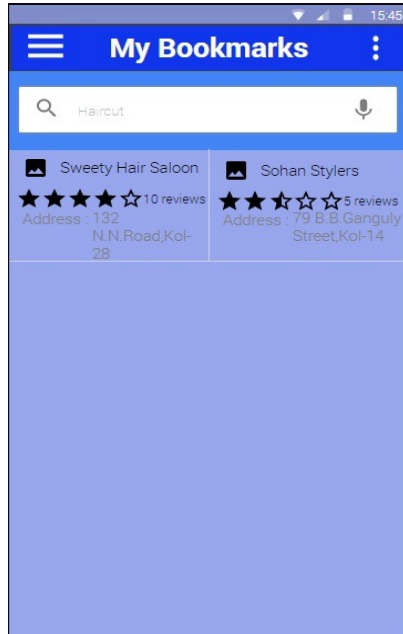 15:45
My Bookmarks
Haircut
Sweety Hair Saloon
10 reviews
Address : 132
N.N.Road,Kol-
28
Sohan Stylers
5 reviews
Address : 79 B.B.Ganguly
Street,Kol-14